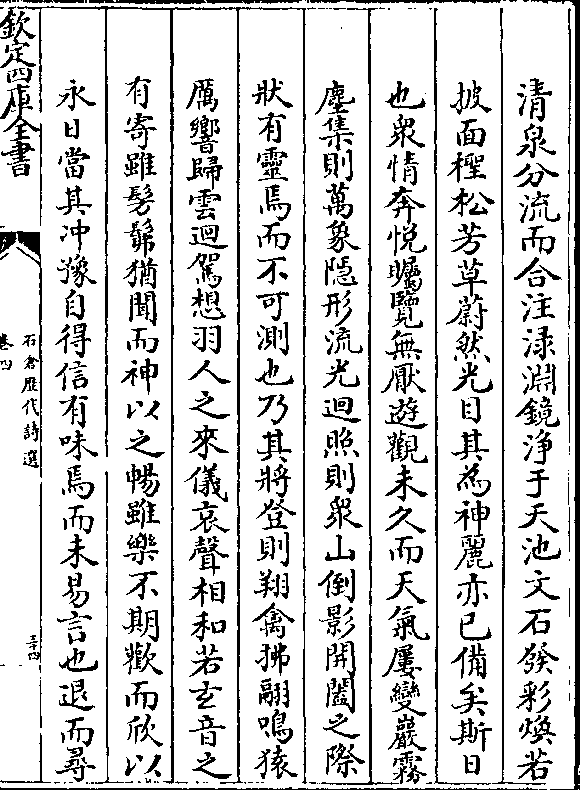 清泉分流而合注淥淵鏡浄于天池文石發彩煥若
披面檉松芳草蔚然光目其為神麗亦已備矣斯日
也衆情奔悅矚覽無厭遊觀未久而天氣屢變巖霧
塵集則萬象隱形流光迴照則衆山倒影開闔之際
狀有靈焉而不可測也乃其將登則翔禽拂翮鳴猿
厲響歸雲迴駕想羽人之來儀哀聲相和若𤣥音之
有寄雖髣髴猶聞而神以之暢雖樂不期歡而欣以
永日當其冲豫自得信有味焉而未易言也退而尋
欽定四庫全書
石倉歴代詩選
卷四
三十四